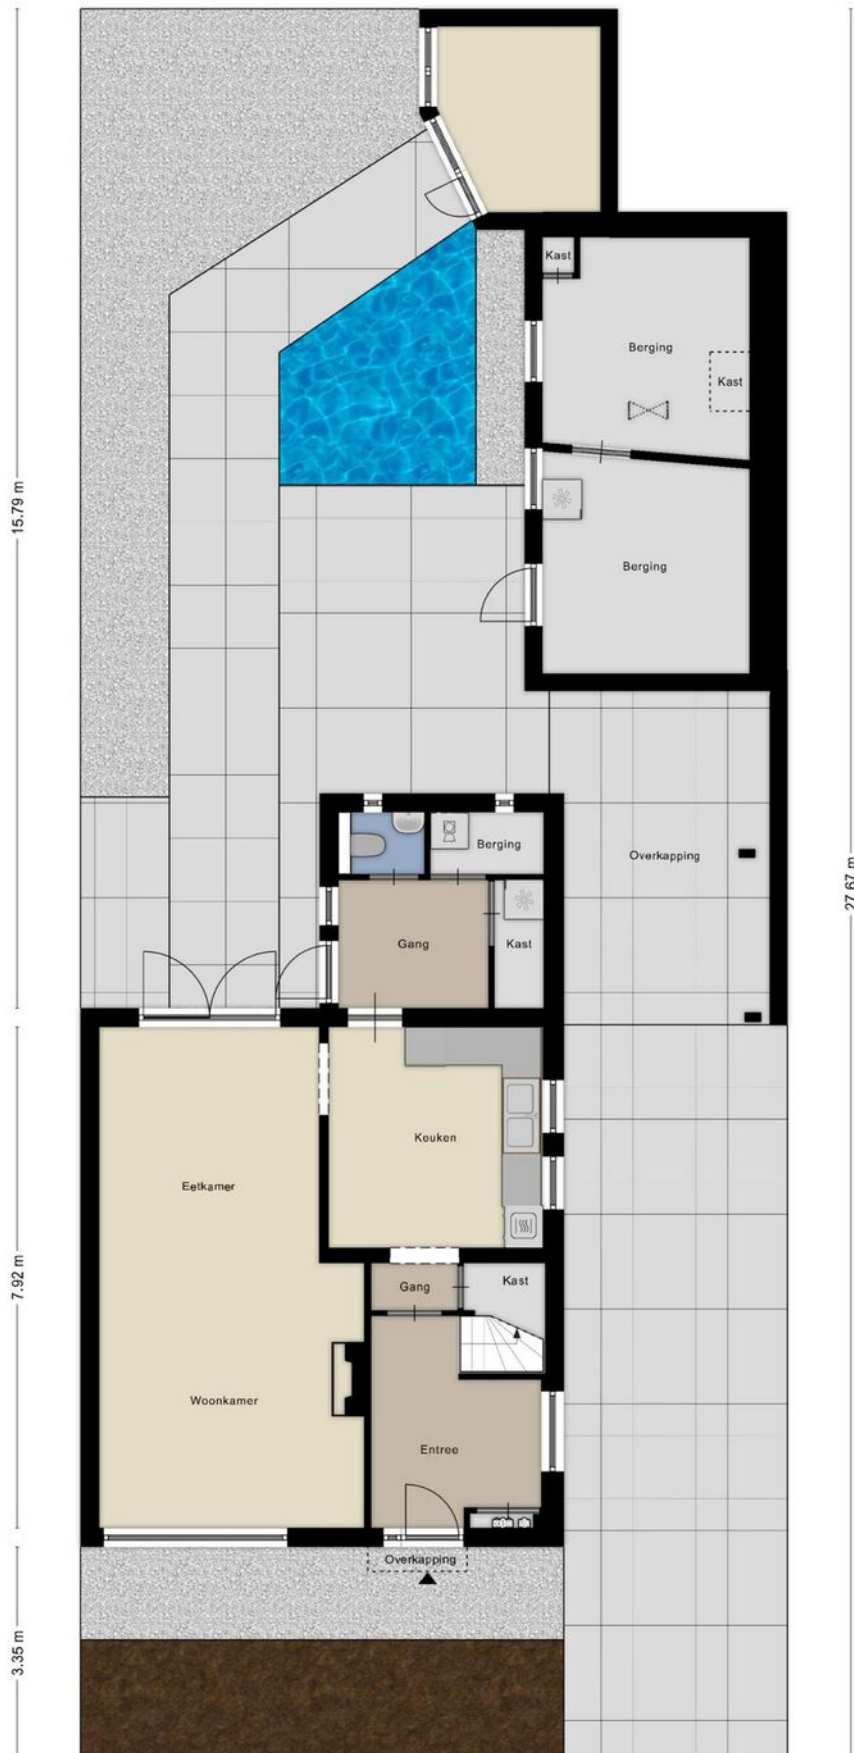 Kast
Berging
Kast
15.79 m
Berging
Berging
Overkapping
27.67 m
Gang
Kast
Keuken
Eetkamer
7.92 m
Gang
Kast
Woonkamer
Entree
Overkapping
3.35 m